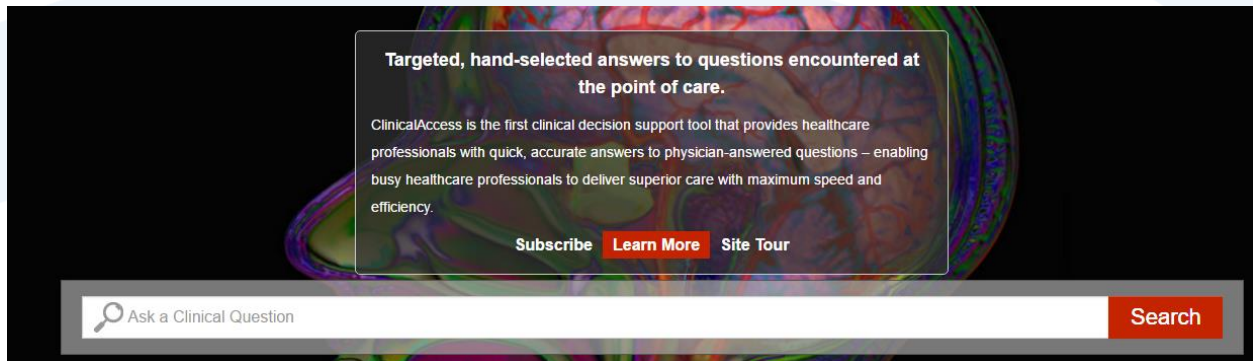 Targeted, hand-selected answers to questions encountered at
the point of care.
ClinicalAccess is the first clinical decision support tool that provides healthcare
professionals with quick, accurate answers to physician-answered questions – enabling
busy healthcare professionals to deliver superior care with maximum speed and
efficiency.
Subscribe Learn More Site Tour
Ask a Clinical Question Search